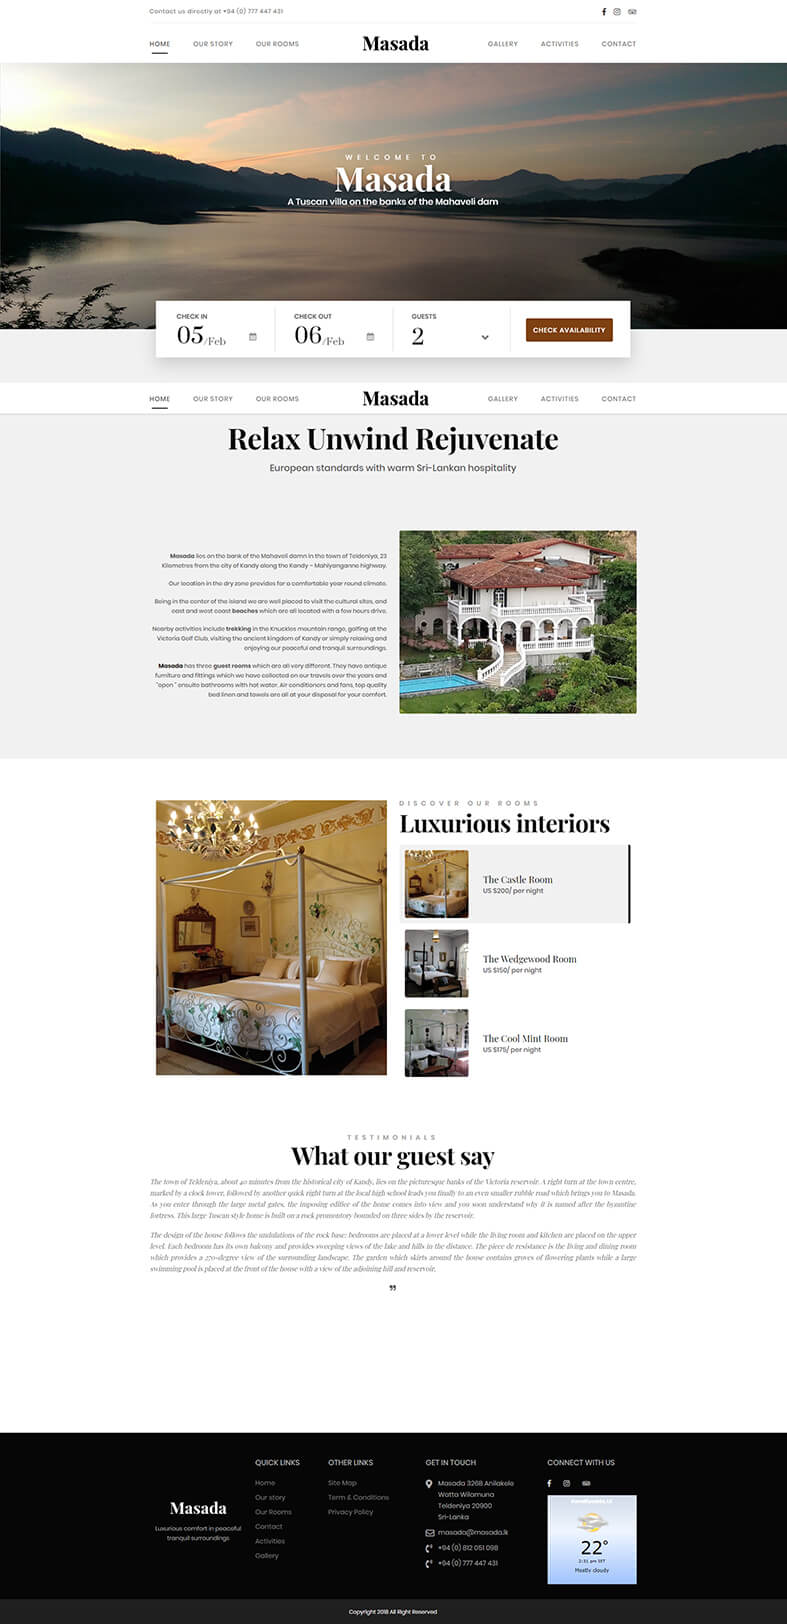 Contact us directly at +94 (0) 777 447 431
HOME OUR STORY OUR ROOMS Masada GALLERY ACTIVITIES CONTACT
WELCOME TO
Masada
A Tuscan villa on the banks of the Mahaveli dam
CHECK IN
05/Feb
CHECK OUT
06/Feb
GUESTS
2
CHECK AVAILABILITY
HOME OUR STORY OUR ROOMS Masada GALLERY ACTIVITIES CONTACT
Relax Unwind Rejuvenate
European standards with warm Sri-Lankan hospitality
Masada lies on the bank of the Mahaveli damn in the town of Teldeniya, 23
Kilometres from the city of Kandy along the Kandy – Mahiyanganno highway.
Our location in the dry zone provides for a comfortable year round climate.
Being in the center of the island we are well placed to visit the cultural sites, and
east and west coast beaches which are all located with a few hours drive.
Nearby activities include trekking in the Knuckles mountain range, golfing at the
Victoria Golf Club, visiting the ancient kingdom of Kandy or simply relaxing and
enjoying our peaceful and tranquil surroundings.
Masada has three guest rooms which are all very different. They have antique
furniture and fittings which we have collected on our travels over the years and
"open " ensuite bathrooms with hot water. Air conditioners and fans, top quality
bed linen and towels are all at your disposal for your comfort.
DISCOVER OUR ROOMS
Luxurious interiors
The Castle Room
US $200/ per night
The Wedgewood Room
US $150/ per night
The Cool Mint Room
US $175/ per night
TESTIMONIALS
What our guest say
The town of Teldeniya, about 40 minutes from the historical city of Kandy, lies on the picturesque banks of the Victoria reservoir. A right turn at the town centre,
marked by a clock tower, followed by another quick right turn at the local high school leads you finally to an even smaller rubble road which brings you to Masada.
As you enter through the large metal gates, the imposing edifice of the home comes into view and you soon understand why it is named after the byzantine
fortress. This large Tuscan style home is built on a rock promontory bounded on three sides by the reservoir.
The design of the house follows the undulations of the rock base; bedrooms are placed at a lower level while the living room and kitchen are placed on the upper
level. Each bedroom has its own balcony and provides sweeping views of the lake and hills in the distance. The piece de resistance is the living and dining room
which provides a 270-degree view of the surrounding landscape. The garden which skirts around the house contains groves of flowering plants while a large
swimming pool is placed at the front of the house with a view of the adjoining hill and reservoir.
Masada
Luxurious comfort in peaceful
tranquil surroundings
QUICK LINKS
Home
Our story
Our Rooms
Contact
Activities
Gallery
OTHER LINKS
Site Map
Term & Conditions
Privacy Policy
GET IN TOUCH
Masada 326B Anilakele
Watta Wilamuna
Teldeniya 20900
Sri-Lanka
masada@masada.lk
+94 (0) 812 051 098
+94 (0) 777 447 431
CONNECT WITH US
22°
Mostly cloudy
Copyright 2018 All Right Reserved